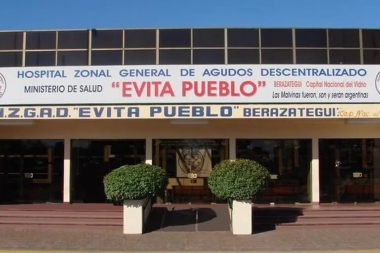 HOSPITAL ZONAL GENERAL DE AGUDOS DESCENTRALIZADO
MINISTERIO DE SALUD "EVITA PUEBLO" BERAZATEGUI Capital Nacional del Vidrio
Las Malvinas fueron, son y serán argentinas
.Z.G.A.D. "EVITA PUEBLO" BERAZATEGUI